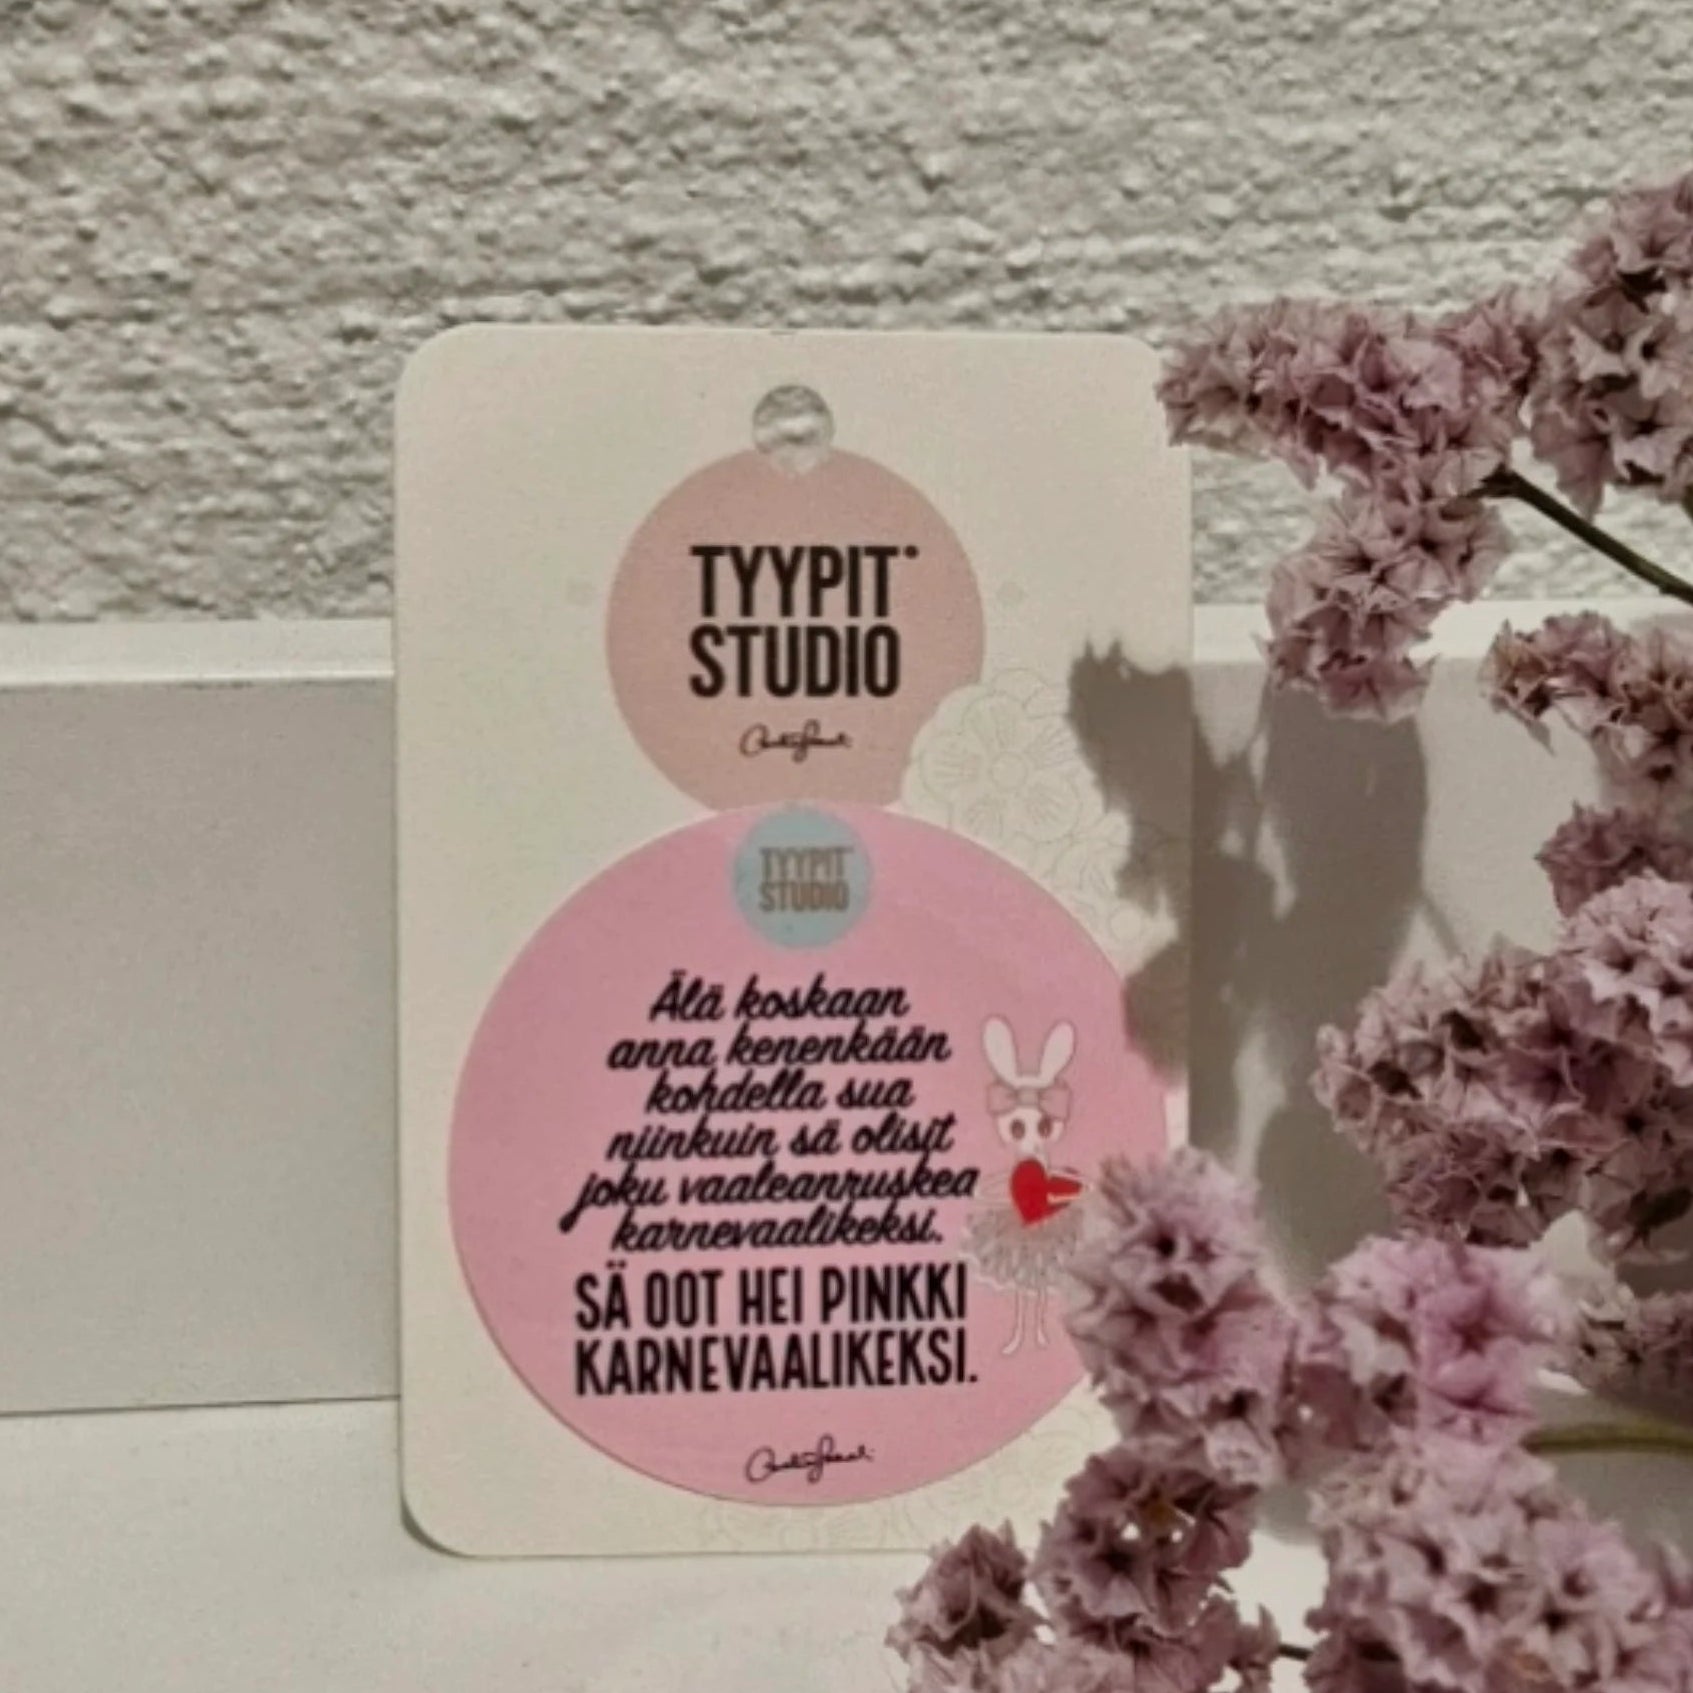 TYYPIT
STUDIO
TYYPIT
STUDIO
Älä koskaan
anna kenenkään
kohdella sua
niinkuin sä olisit
joku vaaleanruskea
karnevaalikeksi.
SÄ OOT HEI PINKKI
KARNEVAALIKEKSI.